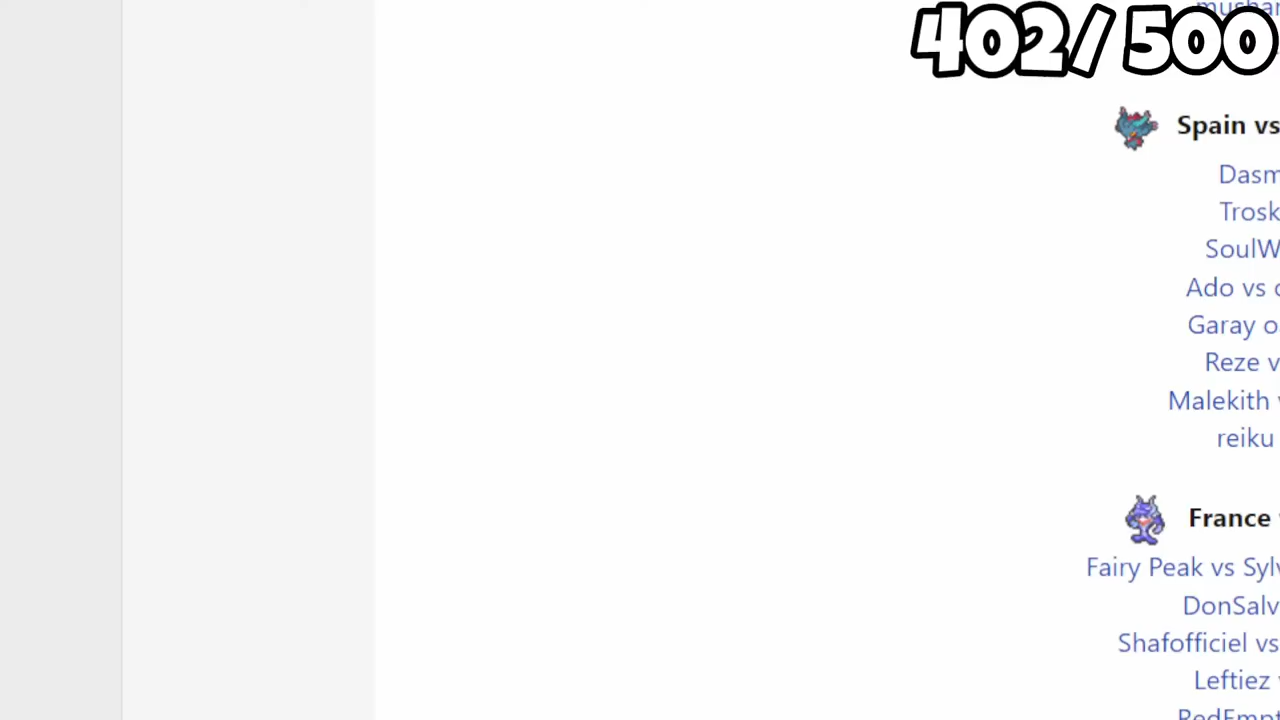 402/500
Spain vs
Dasm
Trosk
SoulW
Ado vs
Garay o
Reze v
Malekith
reiku
France
Fairy Peak vs Sylv
DonSalv
Shafofficiel vs
Leftiez
RedEmpt